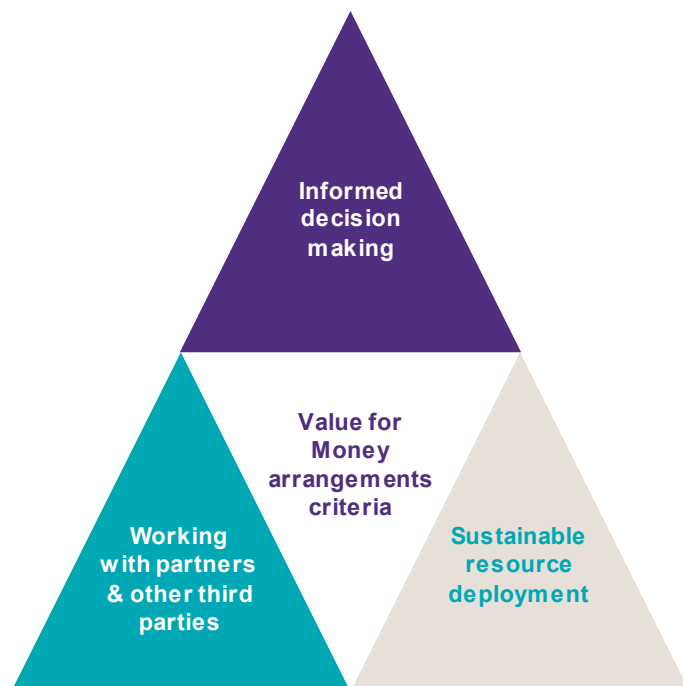 Informed
decision
making
Value for
Money
arrangements
criteria
Working
with partners
& other third
parties
Sustainable
resource
deployment